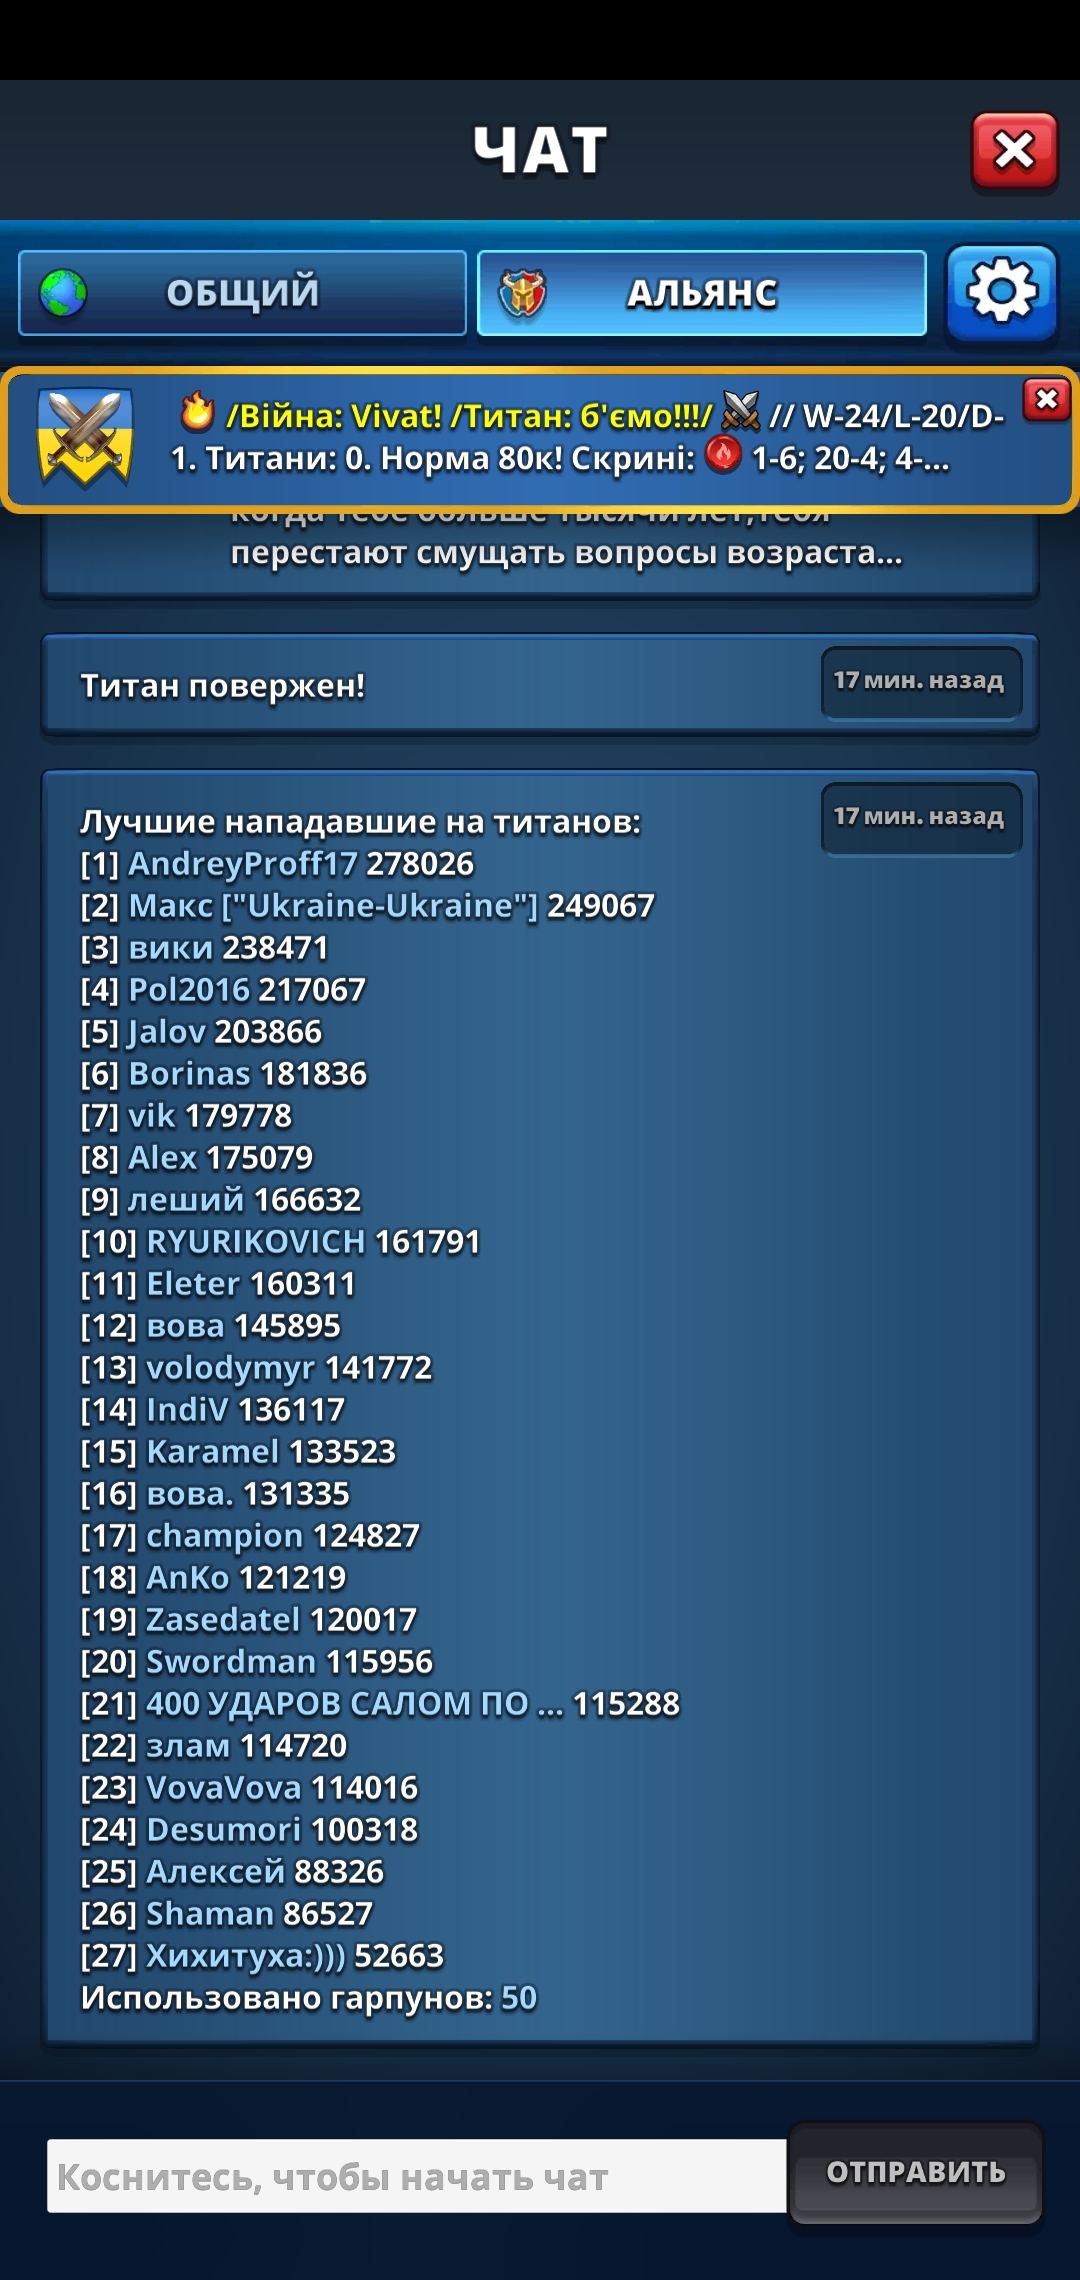 ЧАТ
ОБЩИЙ
АЛЬЯНС
/Війна: Vivat! /Титан: б'ємо!!!/ // W-24/L-20/D-
1. Титани: 0. Норма 80к! Скрині: 1-6; 20-4; 4-...
когда тебе больше тысячи лет,тебя
перестают смущать вопросы возраста...
Титан повержен!
17 мин. назад
17 мин. назад
Лучшие нападавшие на титанов:
[1] AndreyProff17 278026
[2] Макс ["Ukraine-Ukraine"] 249067
[3] вики 238471
[4] Pol2016 217067
[5] Jalov 203866
[6] Borinas 181836
[7] vik 179778
[8] Alex 175079
[9] леший 166632
[10] RYURIKOVICH 161791
[11] Eleter 160311
[12] вова 145895
[13] volodymyr 141772
[14] IndiV 136117
[15] Karamel 133523
[16] вова. 131335
[17] champion 124827
[18] AnKo 121219
[19] Zasedatel 120017
[20] Swordman 115956
[21] 400 УДАРОВ САЛОМ ПО ... 115288
[22] злам 114720
[23] VovaVova 114016
[24] Desumori 100318
[25] Алексей 88326
[26] Shaman 86527
[27] Хихитуха:))) 52663
Использовано гарпунов: 50
Коснитесь, чтобы начать чат
ОТПРАВИТЬ